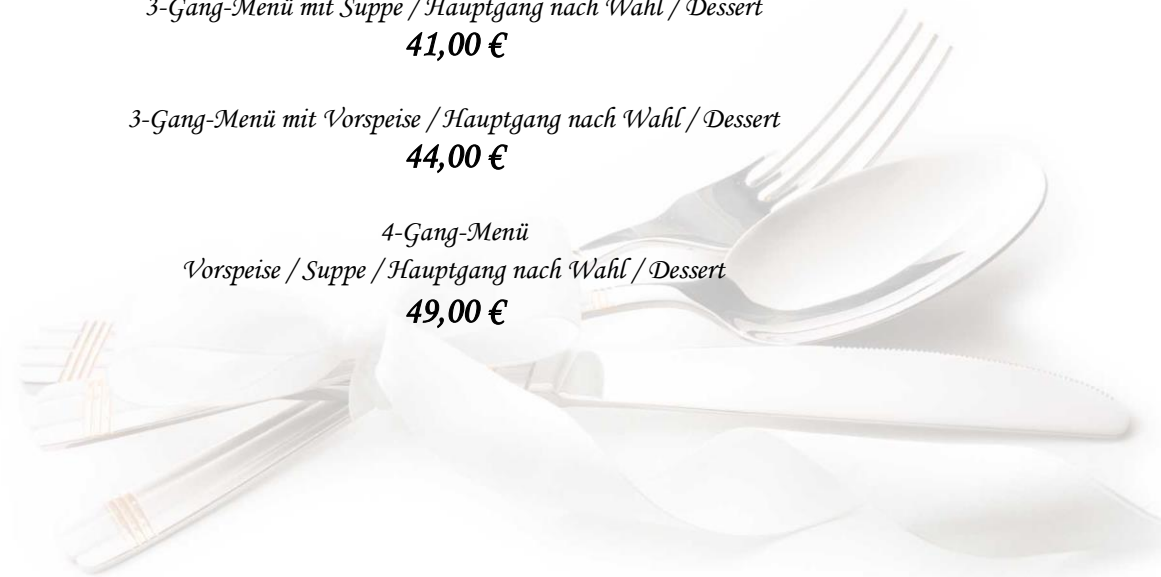 3-Gang-Menü mit Suppe / Hauptgang nach Wahl / Dessert
41,00 €
3-Gang-Menü mit Vorspeise / Hauptgang nach Wahl / Dessert
44,00 €
4-Gang-Menü
Vorspeise / Suppe / Hauptgang nach Wahl / Dessert
49,00 €